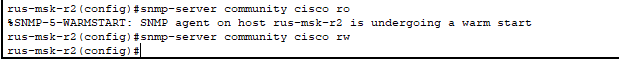 rus-msk-r2(config)#snmp-server community cisco ro
%SNMP-5-WARMSTART: SNMP agent on host rus-msk-r2 is undergoing a warm start
rus-msk-r2(config)#snmp-server community cisco rw
rus-msk-r2(config)#